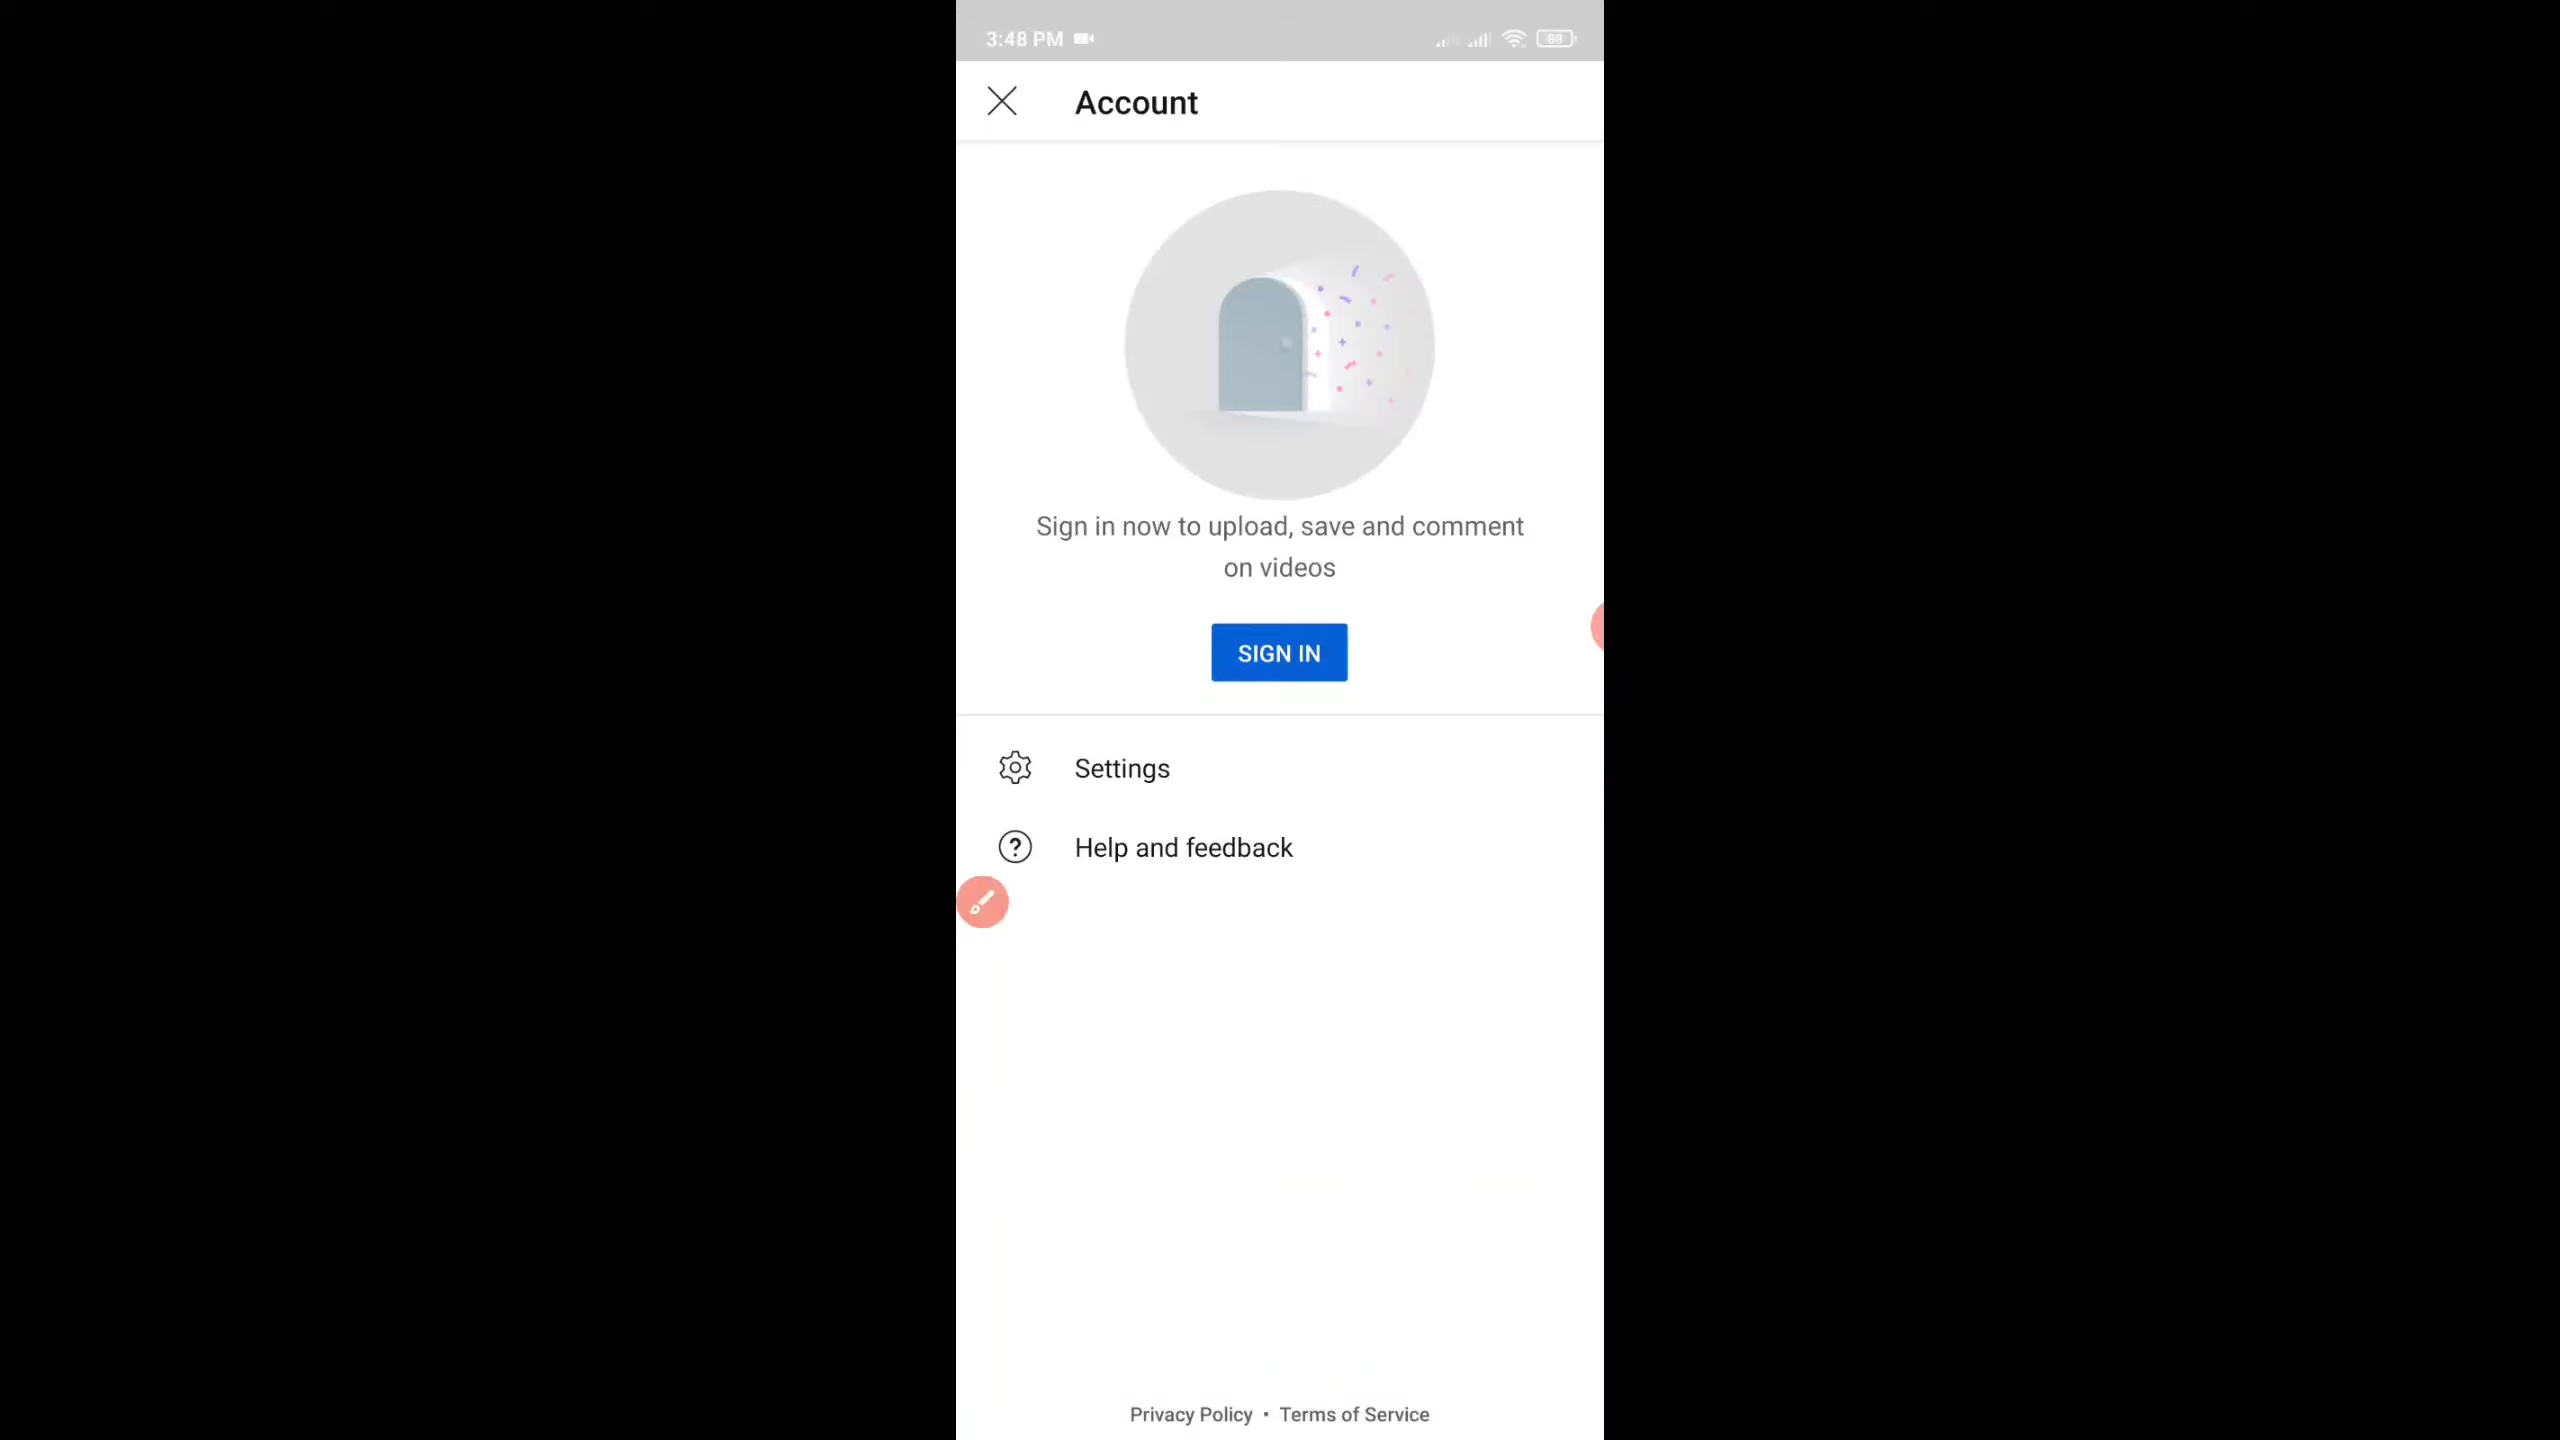 3:48 PM
88
Account
Sign in now to upload, save and comment
on videos
SIGN IN
Settings
Help and feedback
Privacy Policy • Terms of Service